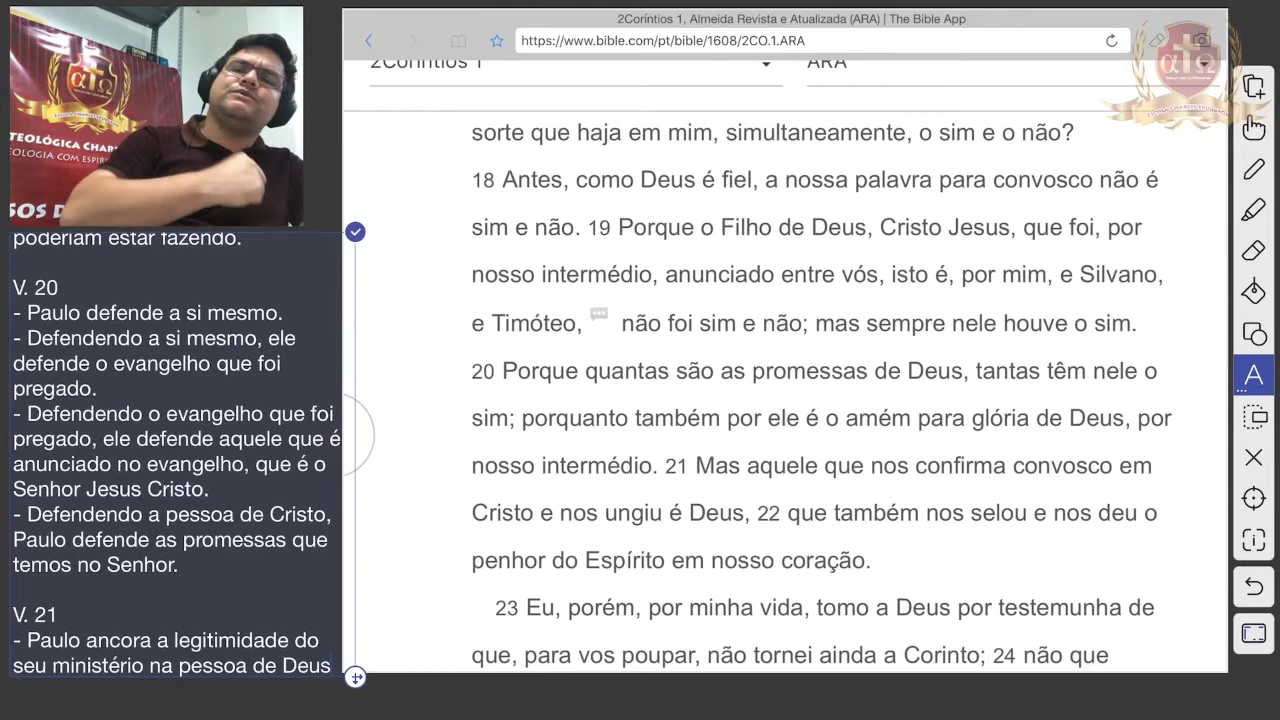 2Coríntios 1, Almeida Revista e Atualizada (ARA) | The Bible App
https://www.bible.com/pt/bible/1608/2CO.1.ARA
2Coríntios 1
ARA
sorte que haja em mim, simultaneamente, o sim e o não?
18 Antes, como Deus é fiel, a nossa palavra para convosco não é
sim e não. 19 Porque o Filho de Deus, Cristo Jesus, que foi, por
nosso intermédio, anunciado entre vós, isto é, por mim, e Silvano,
e Timóteo, não foi sim e não; mas sempre nele houve o sim.
20 Porque quantas são as promessas de Deus, tantas têm nele o
sim; porquanto também por ele é o amém para glória de Deus, por
nosso intermédio. 21 Mas aquele que nos confirma convosco em
Cristo e nos ungiu é Deus, 22 que também nos selou e nos deu o
penhor do Espírito em nosso coração.
23 Eu, porém, por minha vida, tomo a Deus por testemunha de
que, para vos poupar, não tornei ainda a Corinto; 24 não que
poderiam estar fazendo.
V. 20
- Paulo defende a si mesmo.
- Defendendo a si mesmo, ele
defende o evangelho que foi
pregado.
- Defendendo o evangelho que foi
pregado, ele defende aquele que é
anunciado no evangelho, que é o
Senhor Jesus Cristo.
- Defendendo a pessoa de Cristo,
Paulo defende as promessas que
temos no Senhor.
V. 21
- Paulo ancora a legitimidade do
seu ministério na pessoa de Deus
α Ω
TEOLÓGICA CHAR
EOLOGIA COM ESPIR
SOS D
α Ω
ESCOLA CHARLES SPURGEON
A